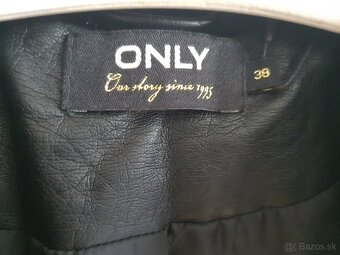 ONLY
Our story since 1995
38
Bazos.sk